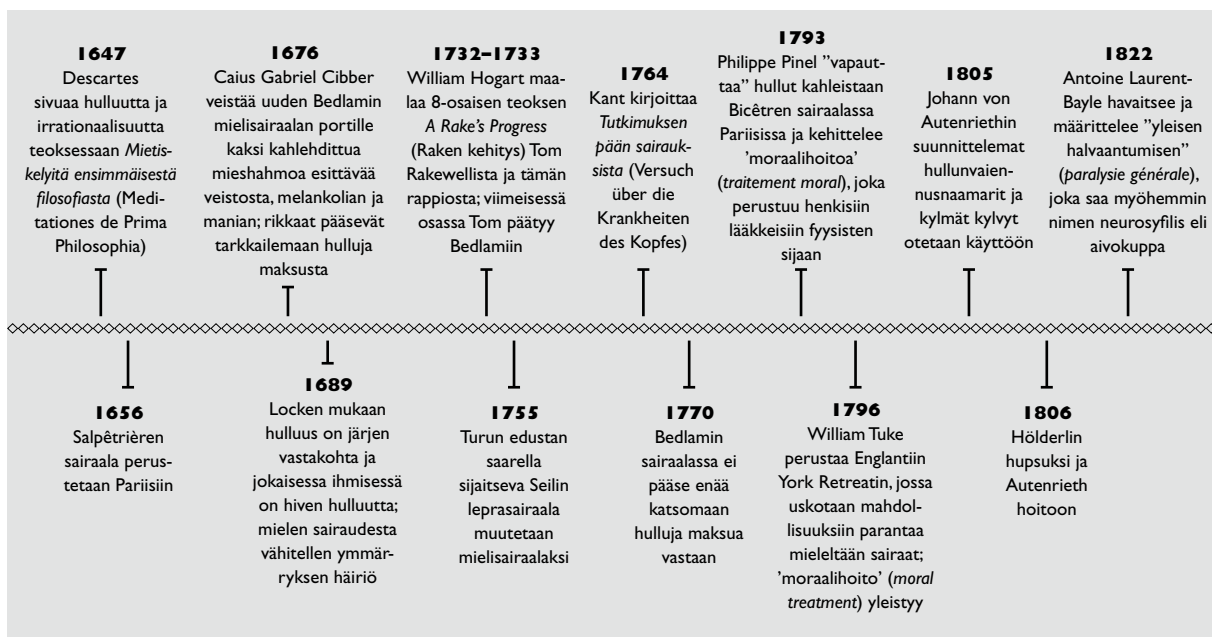 1647
Descartes
sivuaa hulluutta ja
irrationaalisuutta
teoksessaan Mietis-
kelyitä ensimmäisestä
filosofiasta (Medi-
tationes de Prima
Philosophia)
1676
Caius Gabriel Cibber
veistää uuden Bedlamin
mielisairaalan portille
kaksi kahlehdittua
mieshahmoa esittävää
veistosta, melankolian ja
manian; rikkaat pääsevät
tarkkailemaan hulluja
maksusta
1732–1733
William Hogart maa-
laa 8-osaisen teoksen
A Rake’s Progress
(Raken kehitys) Tom
Rakewellista ja tämän
rappiosta; viimeisessä
osassa Tom päätyy
Bedlamiin
1764
Kant kirjoittaa
Tutkimuksen
pään sairauk-
sista (Versuch
über die
Krankheiten
des Kopfes)
1793
Philippe Pinel ”vapaut-
taa” hullut kahleistaan
Bicêtren sairaalassa
Pariisissa ja kehittelee
’moraalihoitoa’
(traitement moral), joka
perustuu henkisiin
lääkkeisiin fyysisten
sijaan
1805
Johann von
Autenriethin
suunnittelemat
hullunvaien-
nusnaamarit ja
kylmät kylvyt
otetaan käyttöön
1822
Antoine Laurent-
Bayle havaitsee ja
määrittelee ”yleisen
halvaantumisen”
(paralysie générale),
joka saa myöhemmin
nimen neurosyfilis eli
aivokuppa
1656
Salpêtrièren
sairaala perus-
tetaan Pariisiin
1689
Locken mukaan
hulluus on järjen
vastakohta ja
jokaisessa ihmisessä
on hiven hulluutta;
mielen sairaudesta
vähitellen ymmär-
ryksen häiriö
1755
Turun edustan
saarella
sijaitseva Seilin
leprasairaala
muutetaan
mielisairaalaksi
1770
Bedlamin
sairaalassa ei
pääse enää
katsomaan
hulluja maksua
vastaan
1796
William Tuke
perustaa Englantiin
York Retreatin, jossa
uskotaan mahdol-
lisuuksiin parantaa
mieleltään sairaat;
’moraalihoito’ (moral
treatment) yleistyy
1806
Hölderlin
hupsuksi ja
Autenrieth
hoitoon